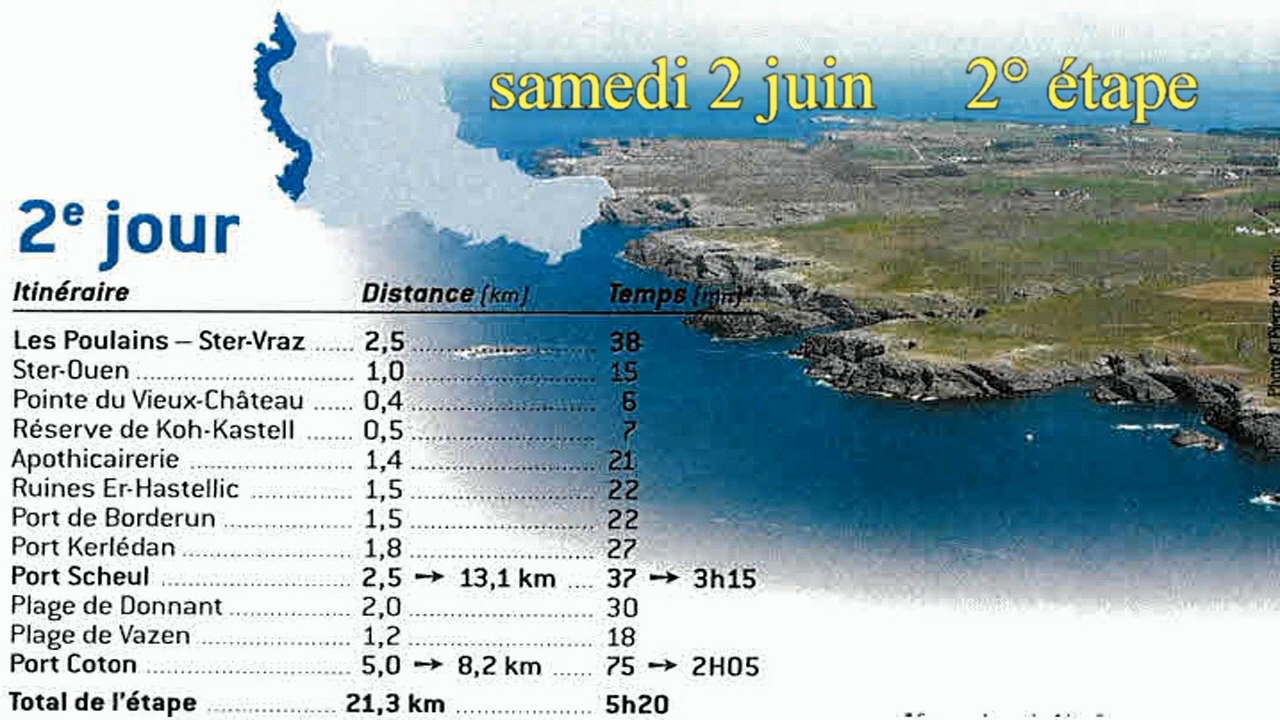 samedi 2 juin 2° étape
2e jour
Itinéraire Distance (km) Temps (mn)*
Les Poulains – Ster-Vraz ...... 2,5 ...... 38
Ster-Ouen ...... 1,0 ...... 15
Pointe du Vieux-Château ...... 0,4 ...... 6
Réserve de Koh-Kastell ...... 0,5 ...... 7
Apothicairerie ...... 1,4 ...... 21
Ruines Er-Hastellic ...... 1,5 ...... 22
Port de Borderun ...... 1,5 ...... 22
Port Kerlédan ...... 1,8 ...... 27
Port Scheul ...... 2,5 → 13,1 km ...... 37 → 3h15
Plage de Donnant ...... 2,0 ...... 30
Plage de Vazen ...... 1,2 ...... 18
Port Coton ...... 5,0 → 8,2 km ...... 75 → 2H05
Total de l'étape ...... 21,3 km ...... 5h20